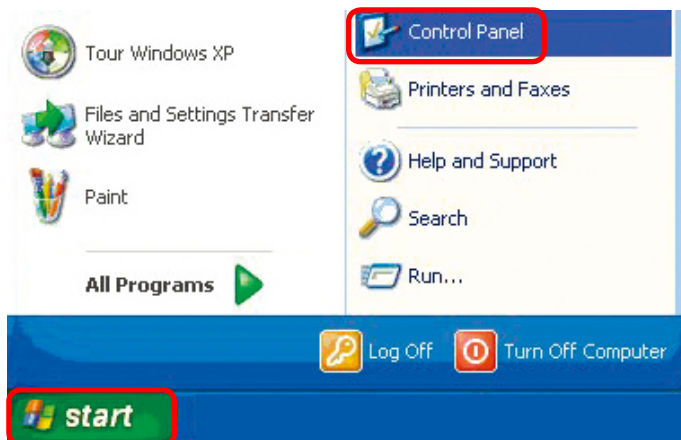 Tour Windows XP
Files and Settings Transfer
Wizard
Paint
All Programs
Control Panel
Printers and Faxes
Help and Support
Search
Run...
Log Off
Turn Off Computer
start